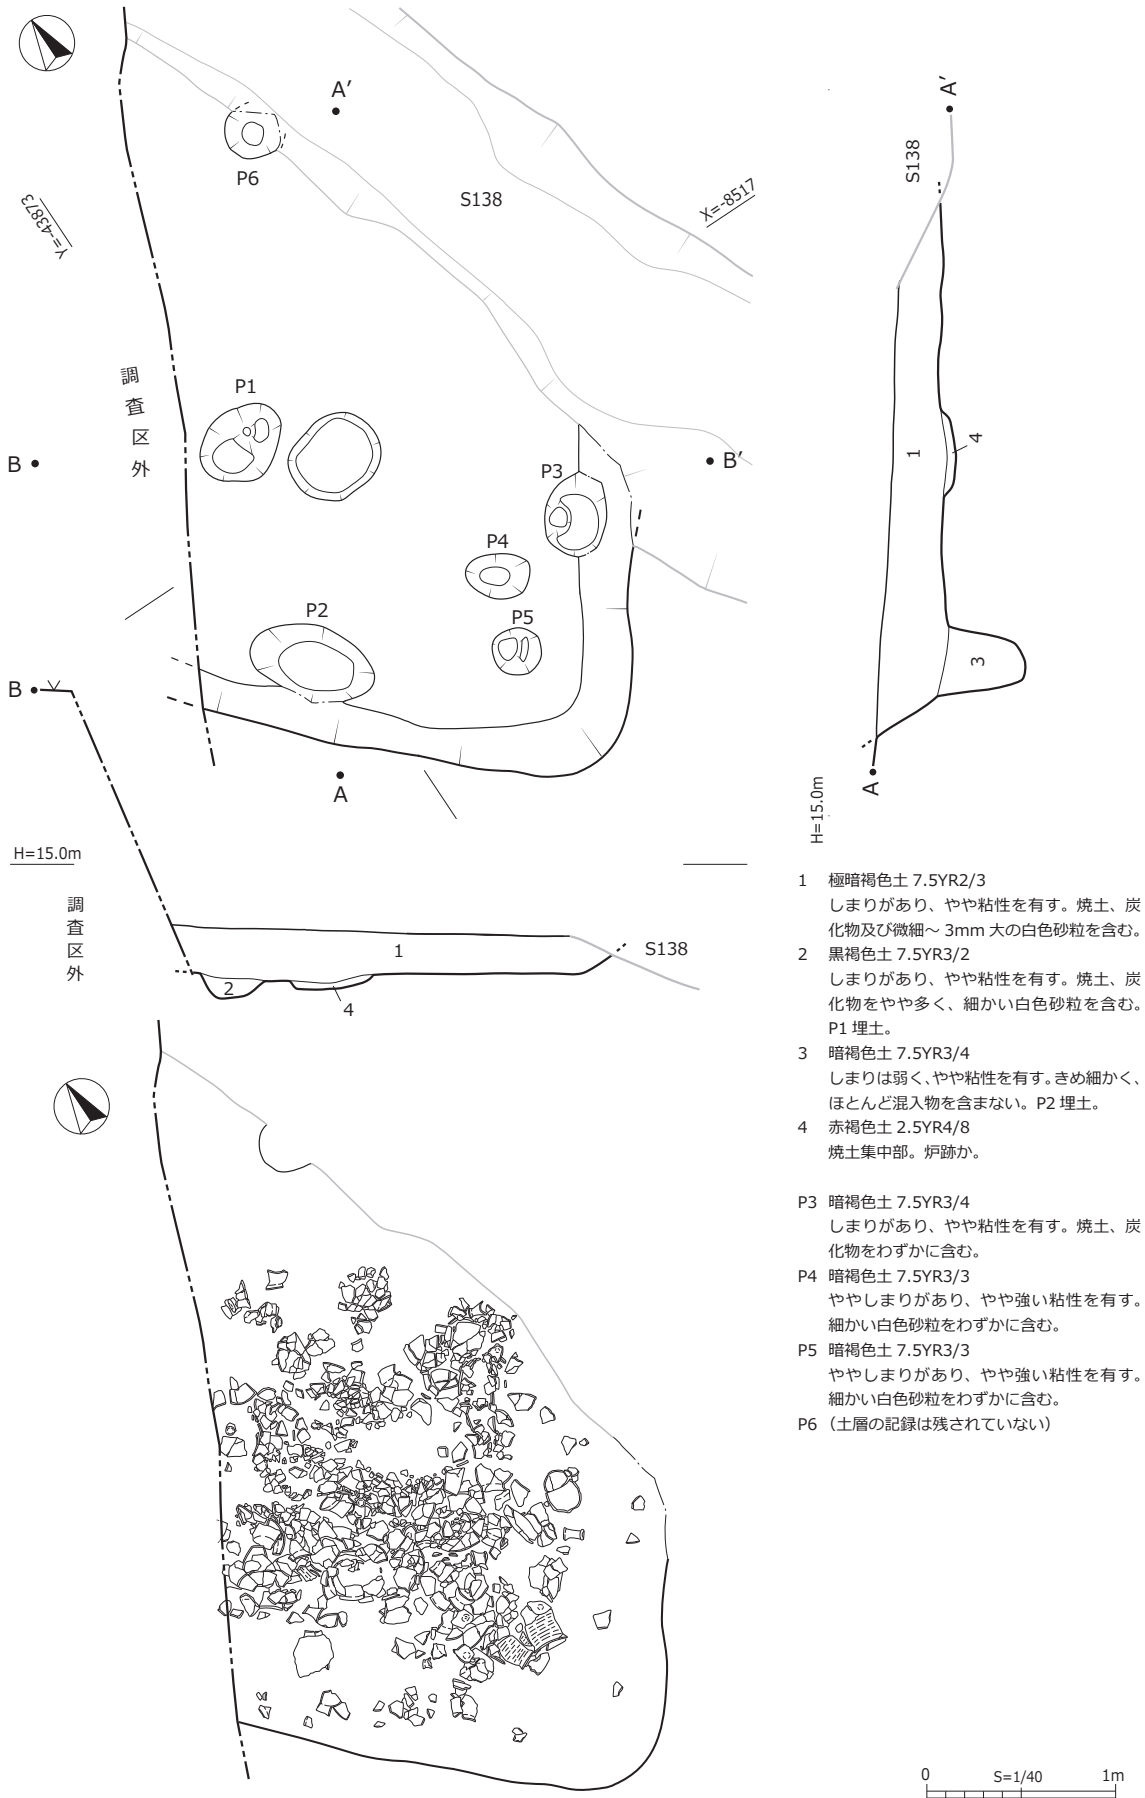 A′
P6
S138
X=-8517
Y=-43873
調査区外
P1
B
B′
P3
P4
P5
P2
A
A′
S138
1
4
3
A
H=15.0m
B
H=15.0m
調査区外
1
2
4
S138
1 極暗褐色土 7.5YR2/3
しまりがあり、やや粘性を有す。焼土、炭
化物及び微細～ 3mm 大の白色砂粒を含む。
2 黒褐色土 7.5YR3/2
しまりがあり、やや粘性を有す。焼土、炭
化物をやや多く、細かい白色砂粒を含む。
P1 埋土。
3 暗褐色土 7.5YR3/4
しまりは弱く、やや粘性を有す。きめ細かく、
ほとんど混入物を含まない。P2 埋土。
4 赤褐色土 2.5YR4/8
焼土集中部。炉跡か。
P3 暗褐色土 7.5YR3/4
しまりがあり、やや粘性を有す。焼土、炭
化物をわずかに含む。
P4 暗褐色土 7.5YR3/3
ややしまりがあり、やや強い粘性を有す。
細かい白色砂粒をわずかに含む。
P5 暗褐色土 7.5YR3/3
ややしまりがあり、やや強い粘性を有す。
細かい白色砂粒をわずかに含む。
P6 （土層の記録は残されていない）
0 S=1/40 1m